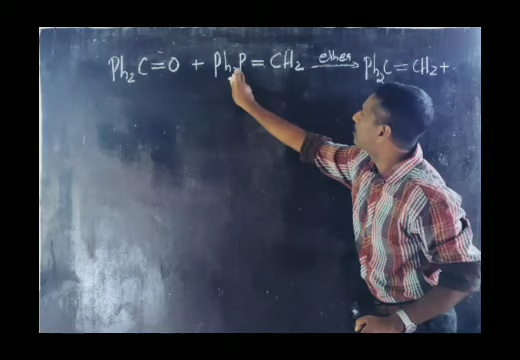 Ph₂C=O + Ph₃P=CH₂ ether→ Ph₂C=CH₂+